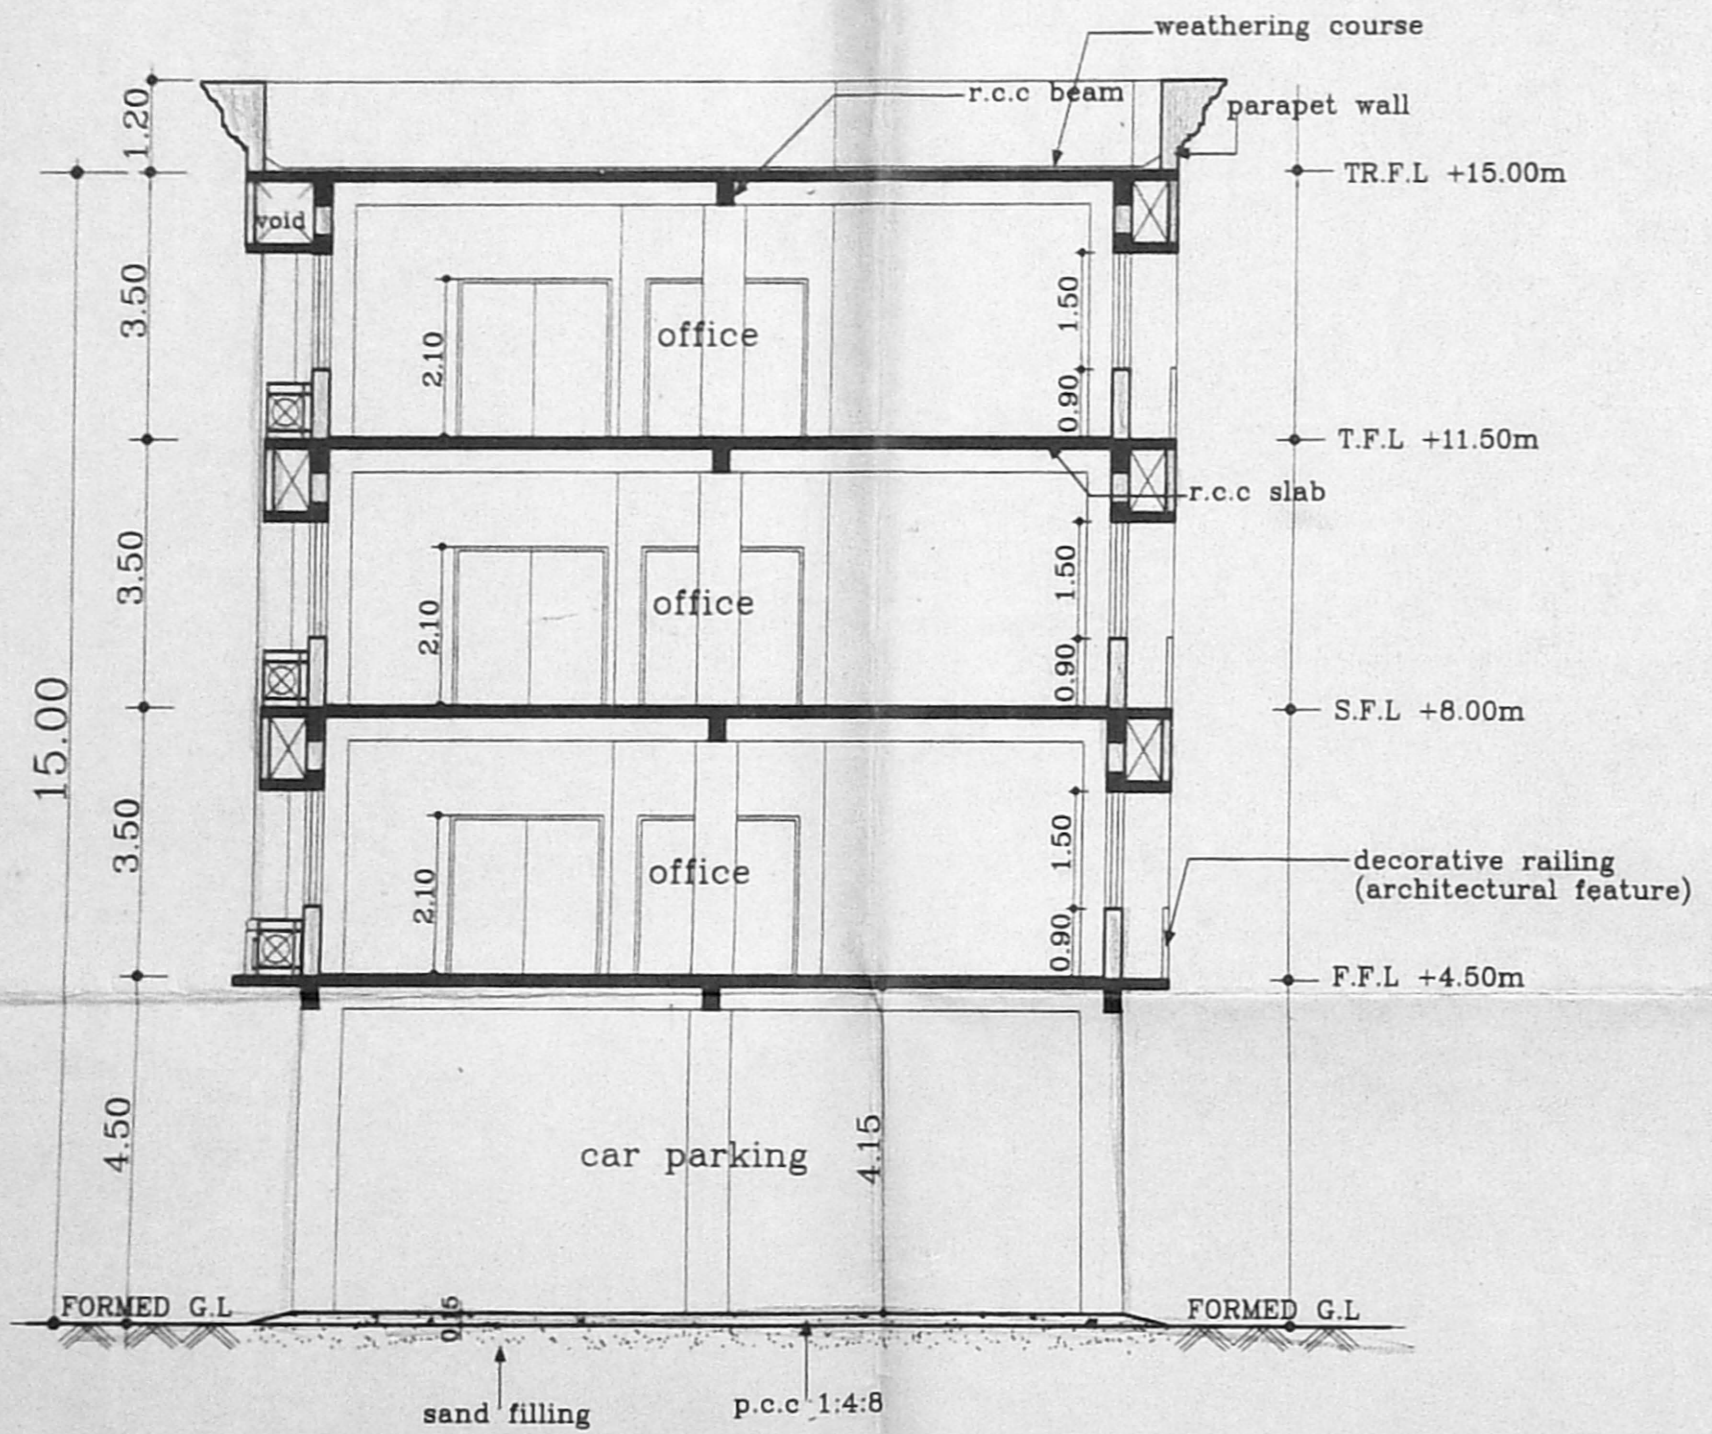 weathering course
r.c.c beam
parapet wall
1.20
TR.F.L +15.00m
void
3.50
2.10
office
1.50
0.90
T.F.L +11.50m
r.c.c slab
3.50
2.10
office
1.50
0.90
S.F.L +8.00m
15.00
3.50
2.10
office
1.50
0.90
decorative railing
(architectural feature)
F.F.L +4.50m
4.50
car parking
4.15
FORMED G.L
0.15
FORMED G.L
sand filling
p.c.c 1:4:8